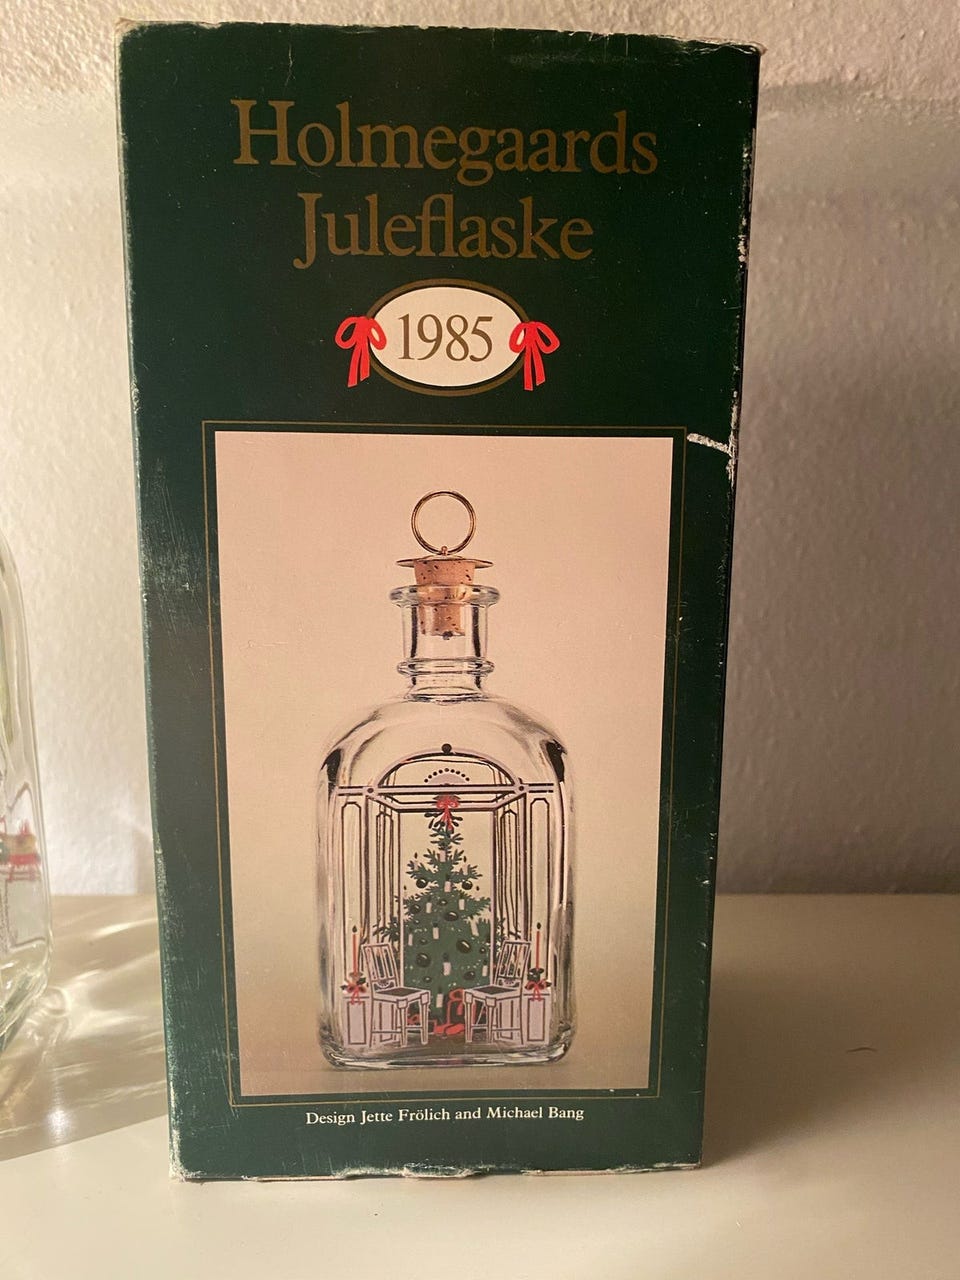 Holmegaards
Juleflaske
1985
Design Jette Frölich and Michael Bang